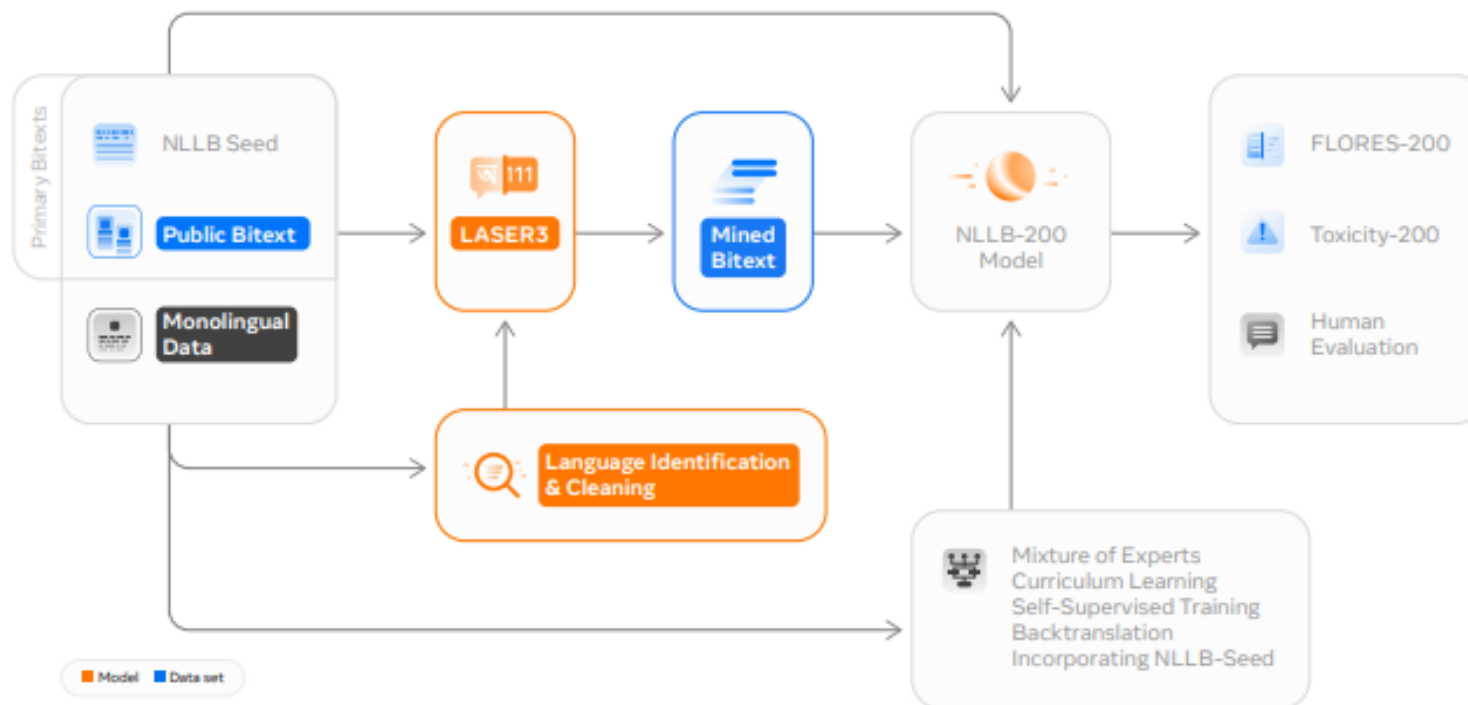 Primary Bitexts
NLLB Seed
Public Bitext
Monolingual
Data
111
LASER3
Mined
Bitext
NLLB-200
Model
FLORES-200
Toxicity-200
Human
Evaluation
Language Identification
& Cleaning
Mixture of Experts
Curriculum Learning
Self-Supervised Training
Backtranslation
Incorporating NLLB-Seed
Model
Data set